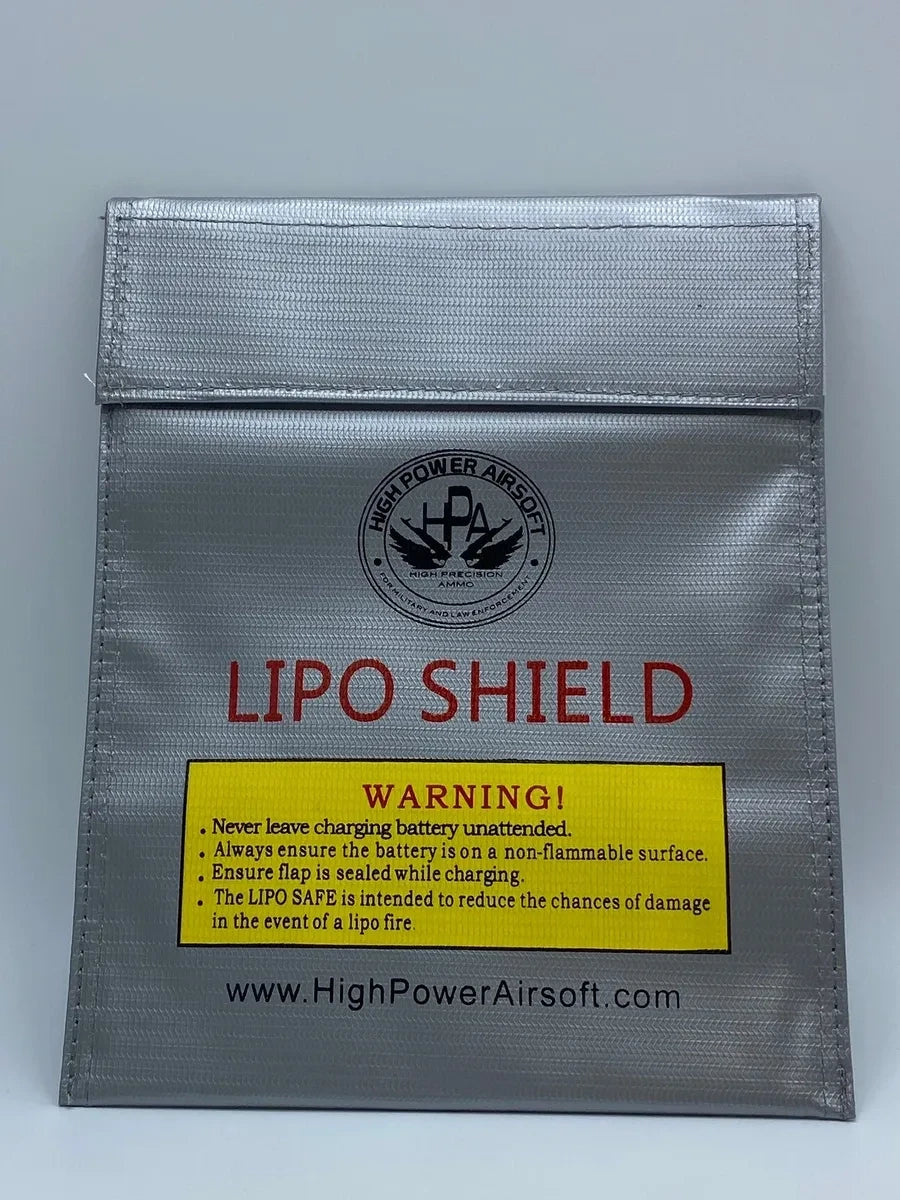 HIGH POWER AIRSOFT
HPA
HIGH PRECISION
AMMO
FOR MILITARY AND LAW ENFORCEMENT
LIPO SHIELD
WARNING!
• Never leave charging battery unattended.
• Always ensure the battery is on a non-flammable surface.
• Ensure flap is sealed while charging.
• The LIPO SAFE is intended to reduce the chances of damage
in the event of a lipo fire.
www.HighPowerAirsoft.com